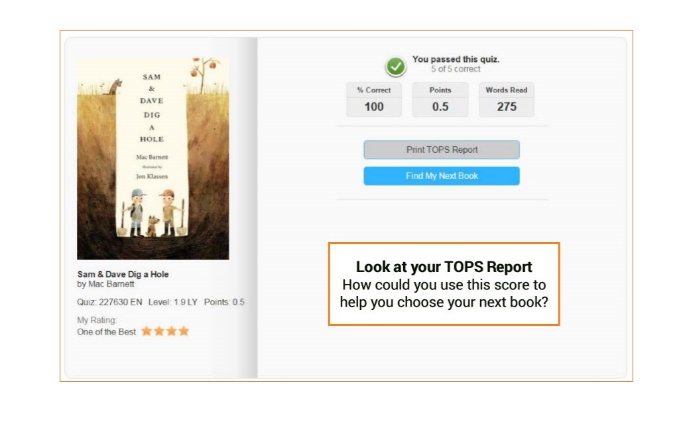 SAM
&
DAVE
DIG
A
HOLE
Mac Barnett
illustrated by
Jon Klassen
Sam & Dave Dig a Hole
by Mac Barnett
Quiz: 227630 EN Level: 1.9 LY Points: 0.5
My Rating:
One of the Best
You passed this quiz.
5 of 5 correct
% Correct Points Words Read
100 0.5 275
Print TOPS Report
Find My Next Book
Look at your TOPS Report
How could you use this score to
help you choose your next book?